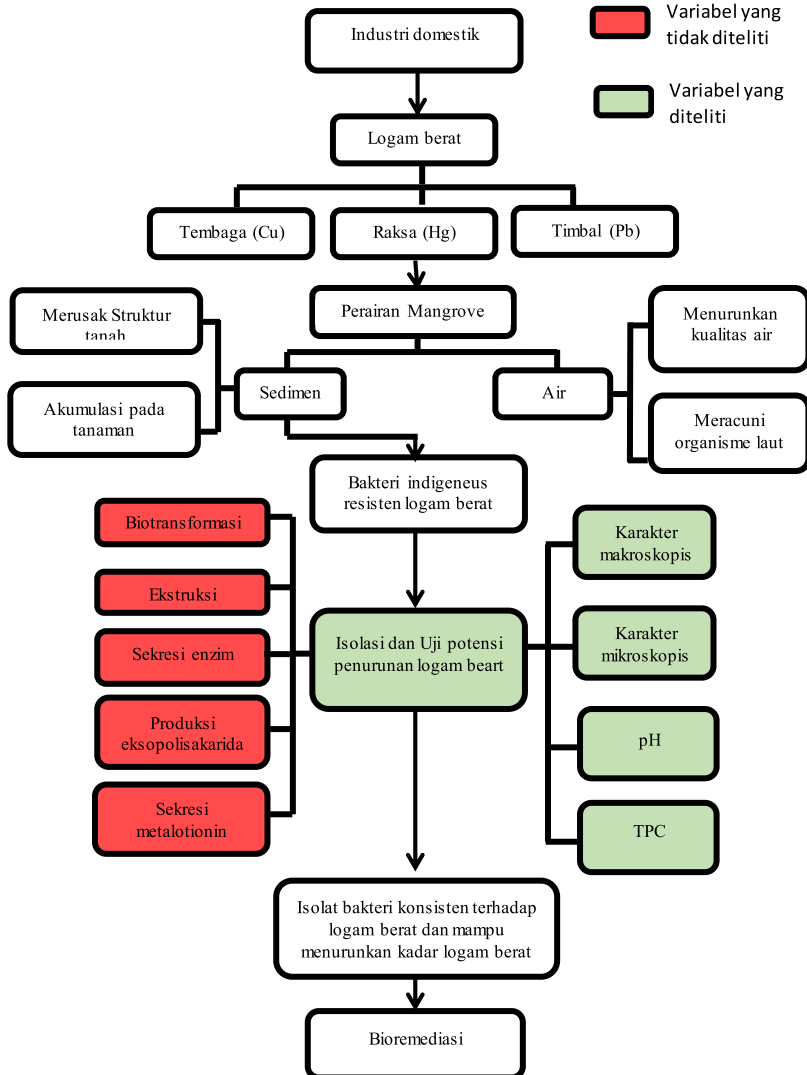 Industri domestik
Variabel yang
tidak diteliti
Variabel yang
diteliti
Logam berat
Tembaga (Cu)
Raksa (Hg)
Timbal (Pb)
Merusak Struktur
tanah
Perairan Mangrove
Menurunkan
kualitas air
Sedimen
Air
Akumulasi pada
tanaman
Meracuni
organisme laut
Bakteri indigeneus
resisten logam berat
Biotransformasi
Ekstruksi
Sekresi enzim
Produksi
eksopolisakarida
Sekresi
metalotionin
Isolasi dan Uji potensi
penurunan logam beart
Karakter
makroskopis
Karakter
mikroskopis
pH
TPC
Isolat bakteri konsisten terhadap
logam berat dan mampu
menurunkan kadar logam berat
Bioremediasi